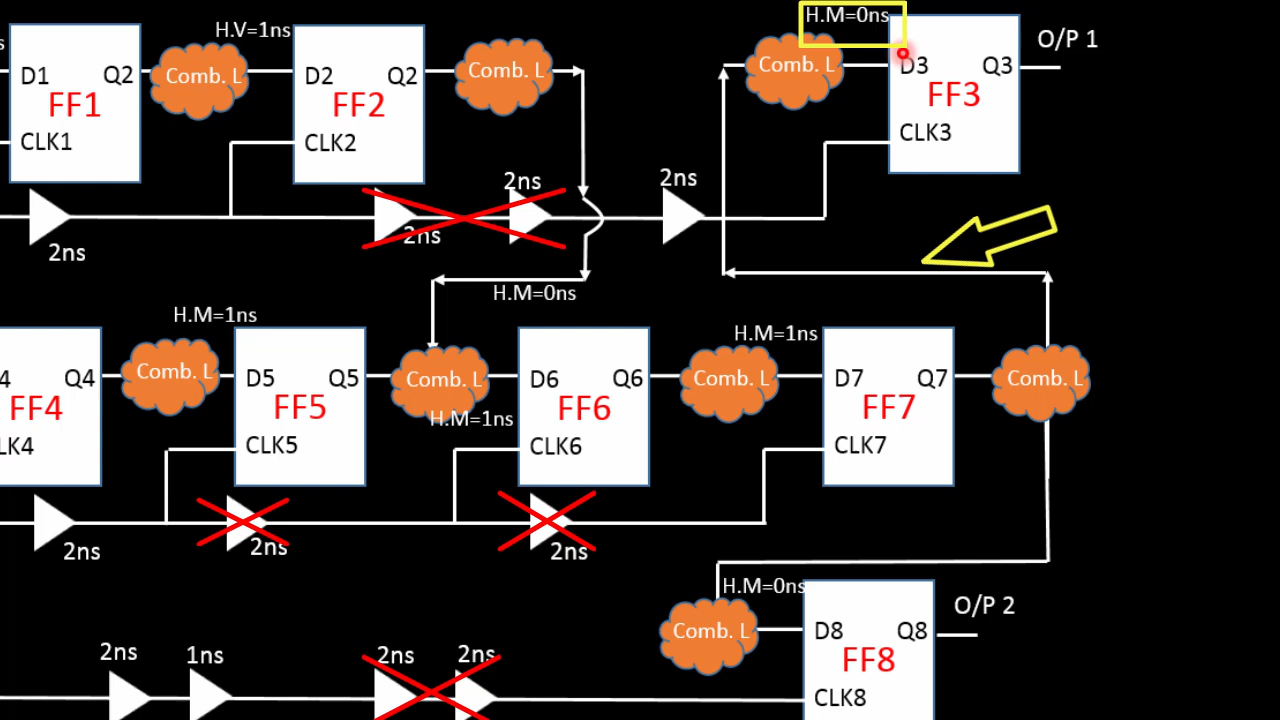 s
H.V=1ns
H.M=0ns
O/P 1
D1
Q2
Comb. L
D2
Q2
Comb. L
Comb. L
D3
Q3
FF1
FF2
FF3
CLK1
CLK2
CLK3
2ns
2ns
2ns
2ns
H.M=0ns
H.M=1ns
H.M=1ns
4
Q4
Comb. L
D5
Q5
Comb. L
D6
Q6
Comb. L
D7
Q7
Comb. L
FF4
FF5
H.M=1ns
FF6
FF7
LK4
CLK5
CLK6
CLK7
2ns
2ns
2ns
H.M=0ns
O/P 2
Comb. L
D8
Q8
FF8
2ns
1ns
2ns
2ns
CLK8